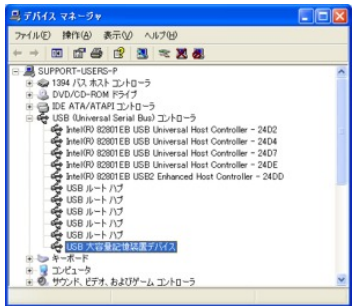 デバイス マネージャ
ファイル(F) 操作(A) 表示(V) ヘルプ(H)
SUPPORT-USERS-P
1394 バス ホスト コントローラ
DVD/CD-ROM ドライブ
IDE ATA/ATAPI コントローラ
USB (Universal Serial Bus) コントローラ
Intel(R) 82801EB USB Universal Host Controller - 24D2
Intel(R) 82801EB USB Universal Host Controller - 24D4
Intel(R) 82801EB USB Universal Host Controller - 24D7
Intel(R) 82801EB USB Universal Host Controller - 24DE
Intel(R) 82801EB USB2 Enhanced Host Controller - 24DD
USB ルート ハブ
USB ルート ハブ
USB ルート ハブ
USB ルート ハブ
USB ルート ハブ
USB 大容量記憶装置デバイス
キーボード
コンピュータ
サウンド、ビデオ、およびゲーム コントローラ